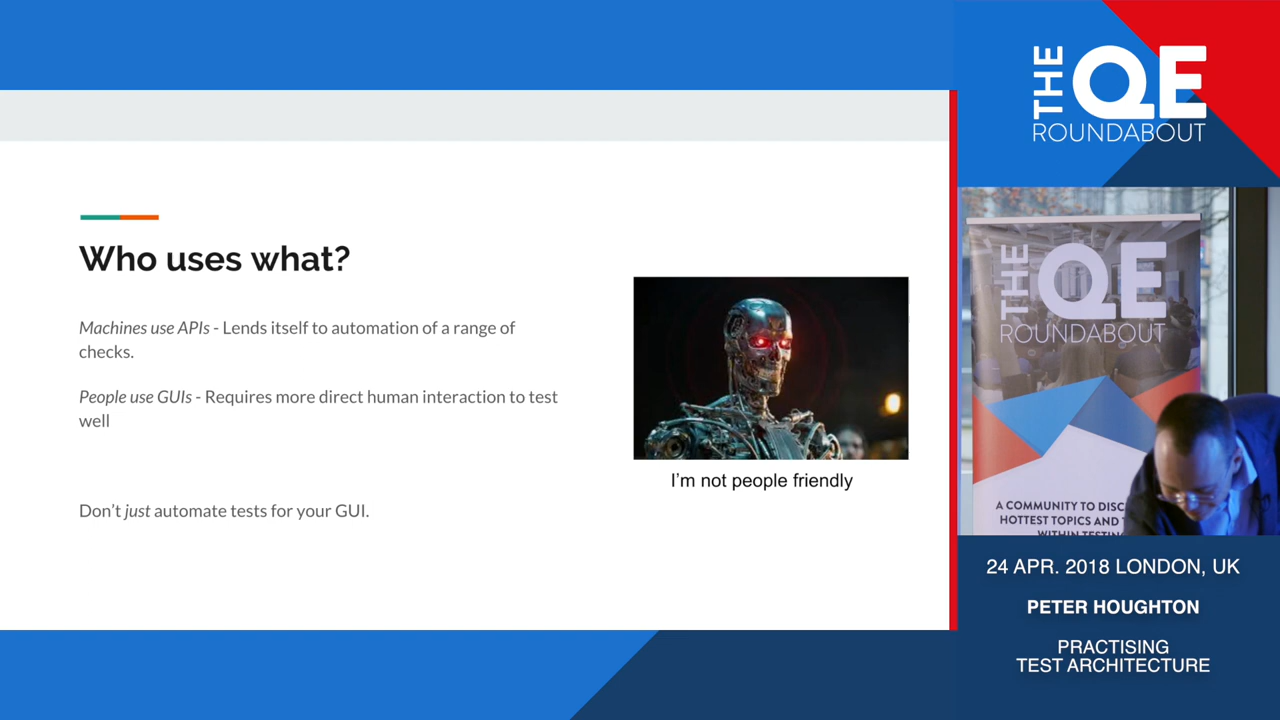 Who uses what?
Machines use APIs - Lends itself to automation of a range of
checks.
People use GUIs - Requires more direct human interaction to test
well
Don't just automate tests for your GUI.
I'm not people friendly
THE QE
ROUNDABOUT
THE QE
ROUNDABOUT
A COMMUNITY TO DISC
HOTTEST TOPICS AND T
WITHIN TESTIN
24 APR. 2018 LONDON, UK
PETER HOUGHTON
PRACTISING
TEST ARCHITECTURE